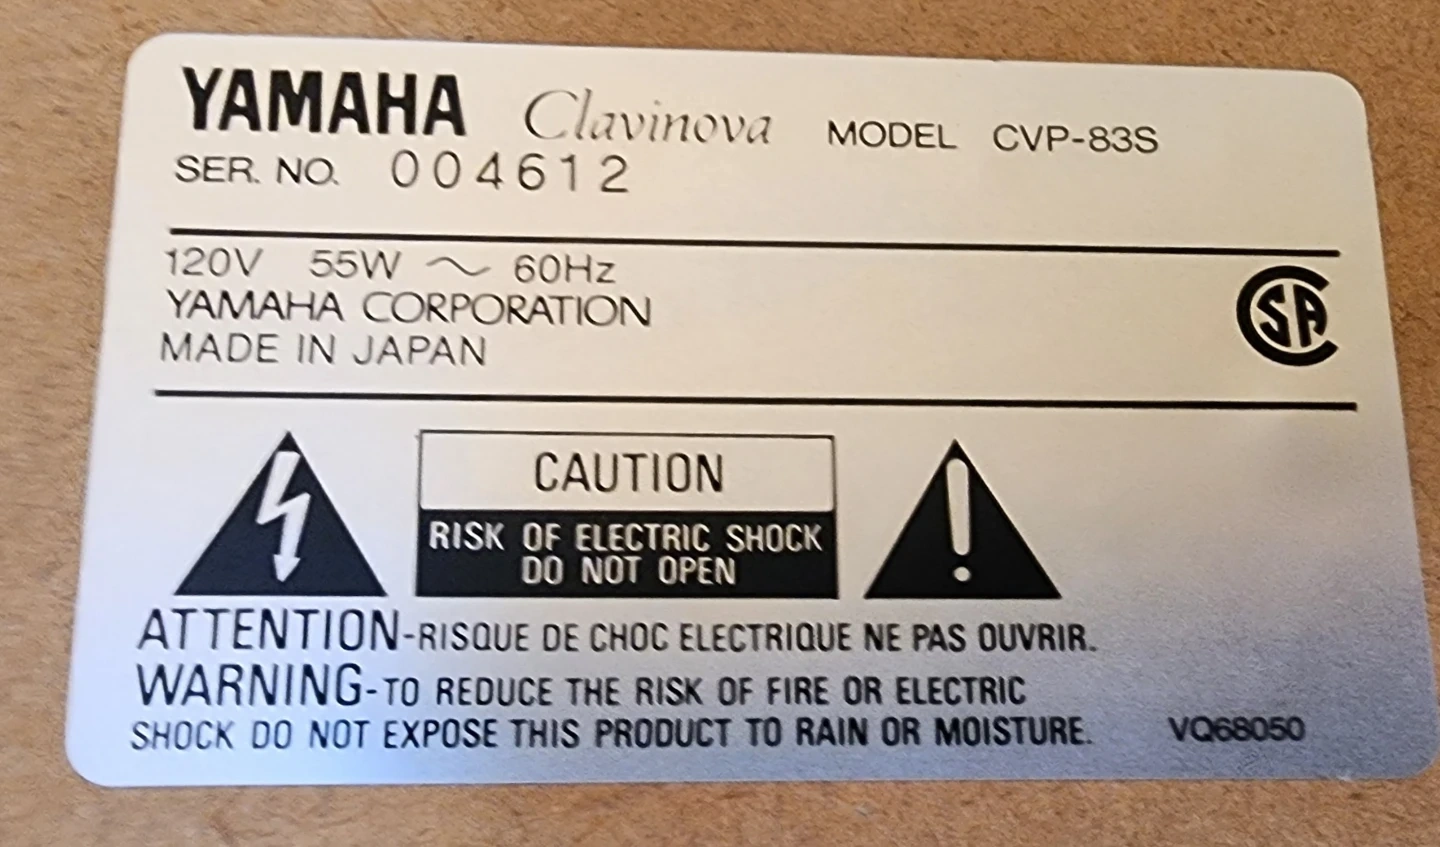 YAMAHA Clavinova MODEL CVP-83S
SER. NO. 004612
120V 55W ～ 60Hz
YAMAHA CORPORATION
MADE IN JAPAN
CSA
CAUTION
RISK OF ELECTRIC SHOCK
DO NOT OPEN
ATTENTION-RISQUE DE CHOC ELECTRIQUE NE PAS OUVRIR.
WARNING-TO REDUCE THE RISK OF FIRE OR ELECTRIC
SHOCK DO NOT EXPOSE THIS PRODUCT TO RAIN OR MOISTURE. VQ68050